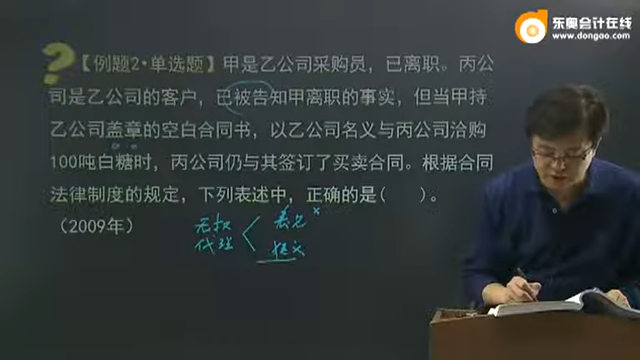 东奥会计在线
www.dongao.com
【例题2·单选题】甲是乙公司采购员，已离职。丙公
司是乙公司的客户，已被告知甲离职的事实，但当甲持
乙公司盖章的空白合同书，以乙公司名义与丙公司洽购
100吨白糖时，丙公司仍与其签订了买卖合同。根据合同
法律制度的规定，下列表述中，正确的是（　）。
（2009年）
无权
代理